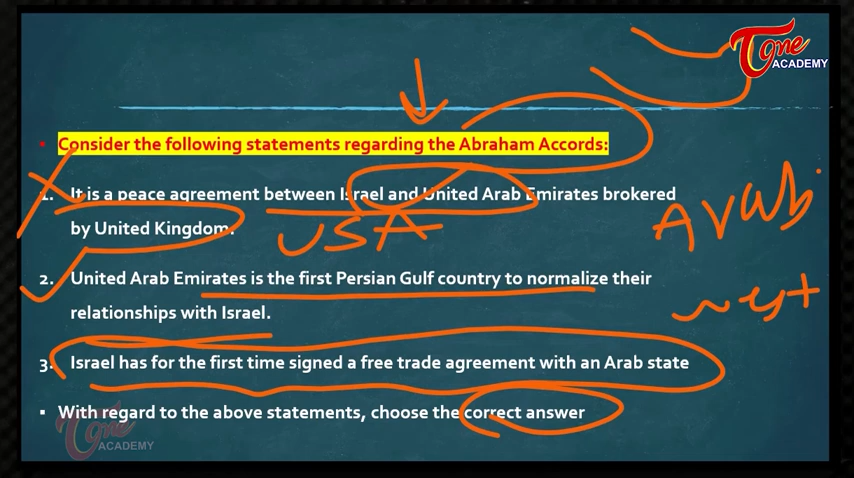 Tone
ACADEMY
Consider the following statements regarding the Abraham Accords:
1. It is a peace agreement between Israel and United Arab Emirates brokered
by United Kingdom.
USA
Arab
west
2. United Arab Emirates is the first Persian Gulf country to normalize their
relationships with Israel.
3. Israel has for the first time signed a free trade agreement with an Arab state
▪ With regard to the above statements, choose the correct answer
Tone
ACADEMY